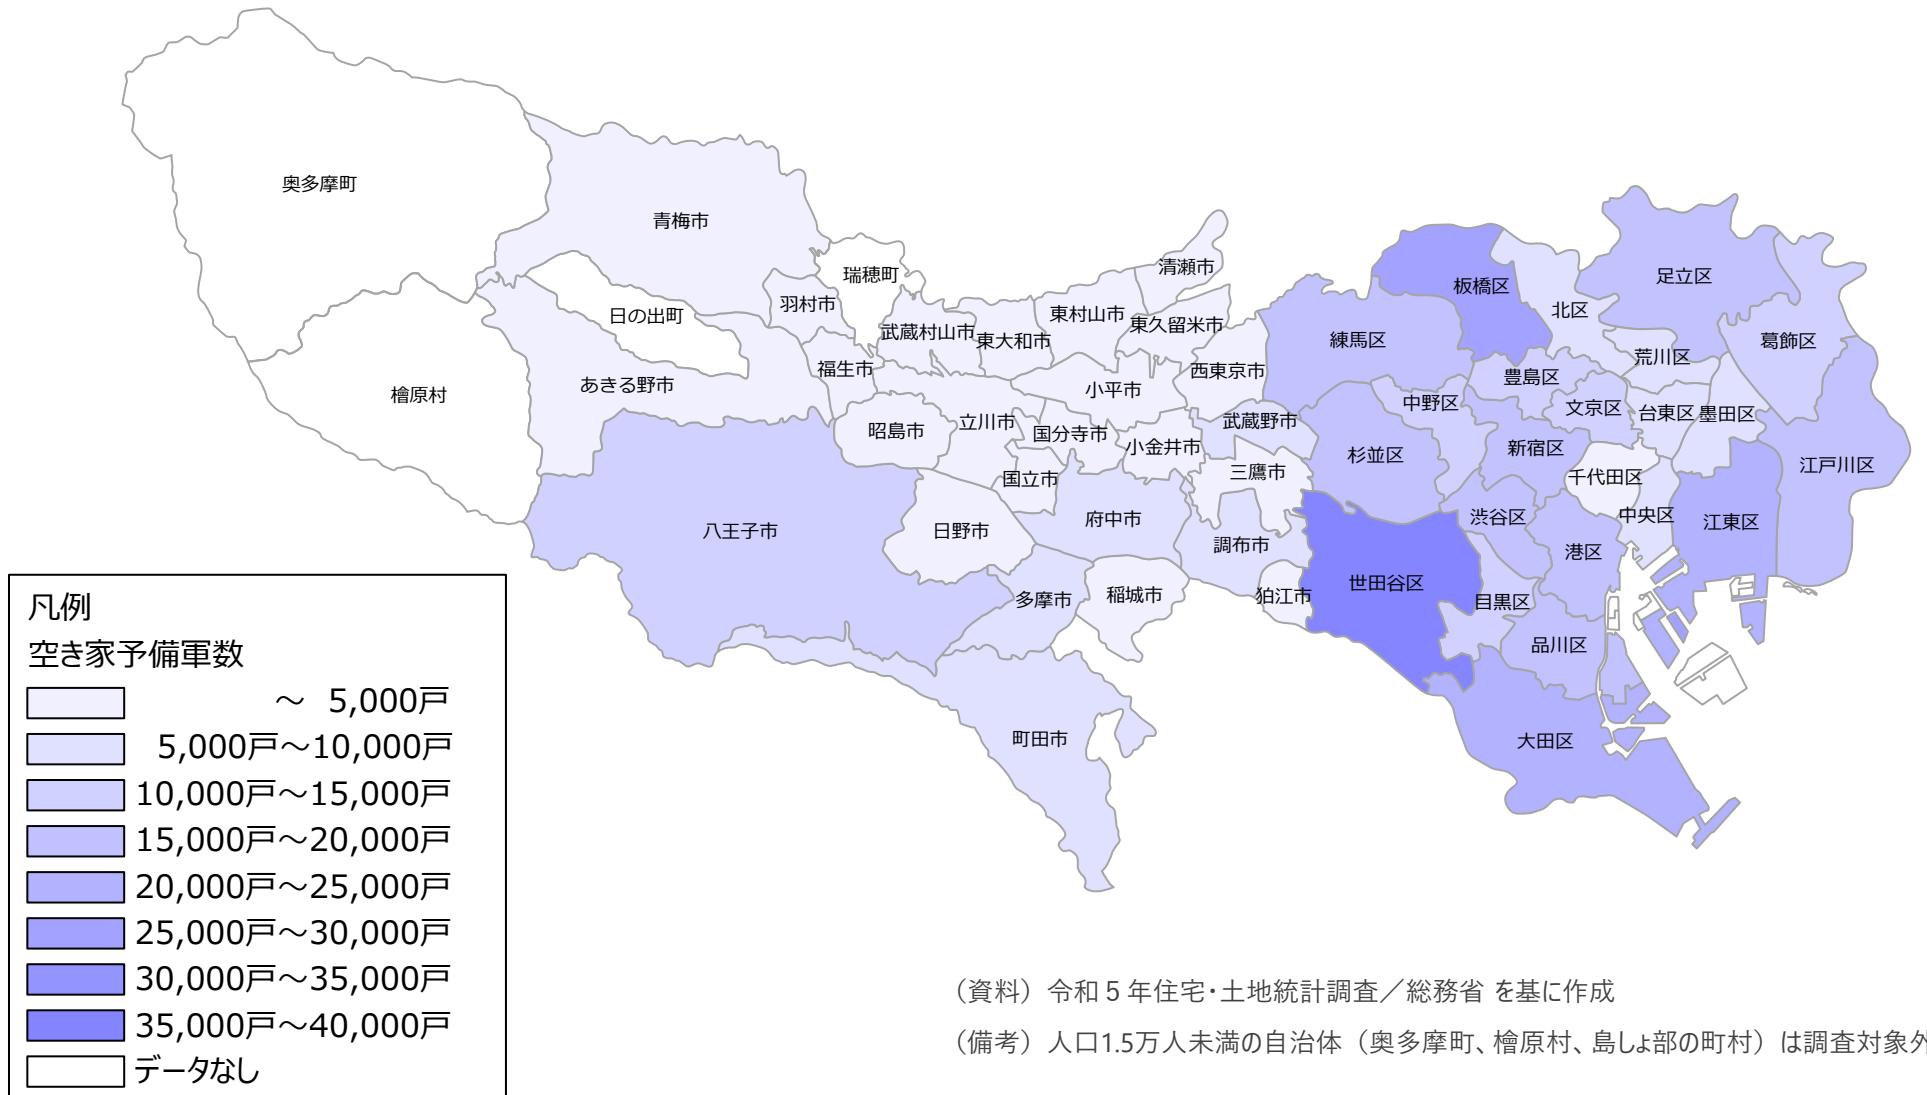 奥多摩町
青梅市
瑞穂町
清瀬市
羽村市
日の出町
武蔵村山市
東大和市
東村山市
東久留米市
福生市
あきる野市
檜原村
小平市
西東京市
昭島市
立川市
国分寺市
小金井市
武蔵野市
国立市
三鷹市
八王子市
日野市
府中市
調布市
多摩市
稲城市
狛江市
町田市
板橋区
北区
足立区
練馬区
葛飾区
荒川区
豊島区
中野区
文京区
台東区
墨田区
杉並区
新宿区
千代田区
江戸川区
渋谷区
中央区
江東区
港区
世田谷区
目黒区
品川区
大田区
凡例
空き家予備軍数
～ 5,000戸
5,000戸～10,000戸
10,000戸～15,000戸
15,000戸～20,000戸
20,000戸～25,000戸
25,000戸～30,000戸
30,000戸～35,000戸
35,000戸～40,000戸
データなし
（資料）令和５年住宅・土地統計調査／総務省 を基に作成
（備考）人口1.5万人未満の自治体（奥多摩町、檜原村、島しょ部の町村）は調査対象外